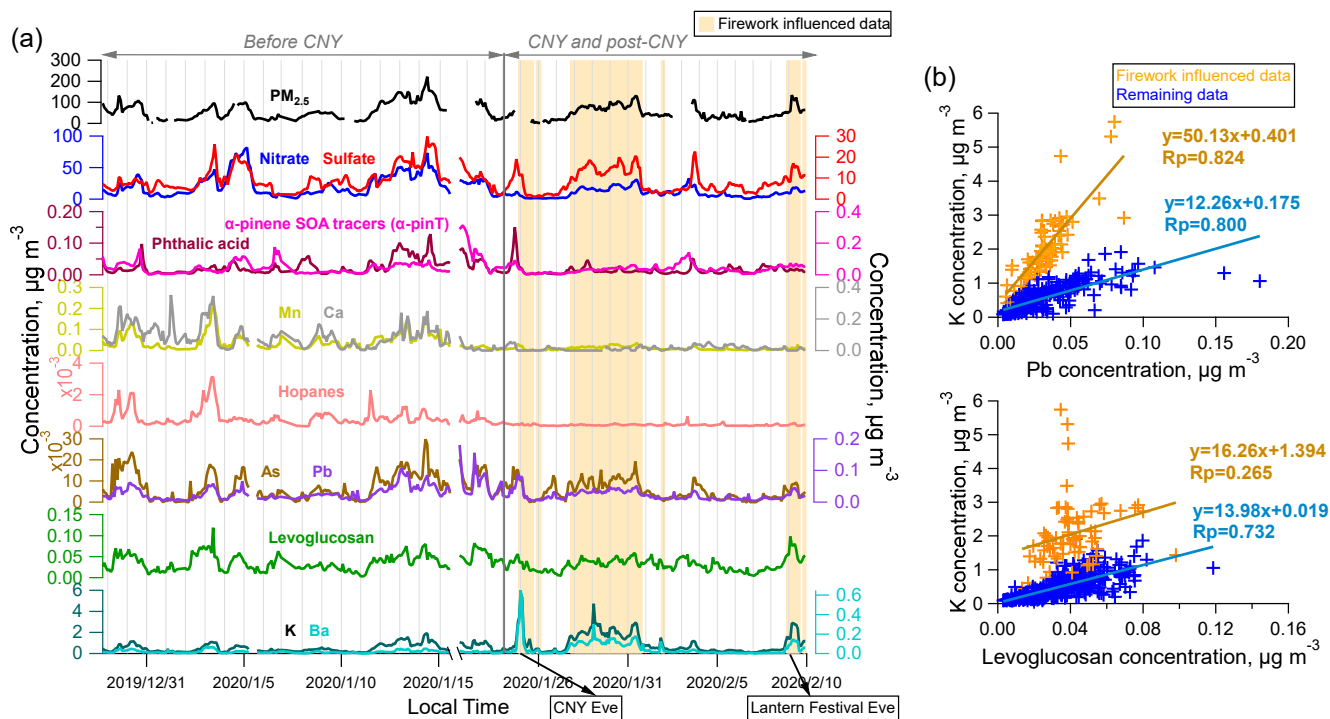 Firework influenced data
(a)
Before CNY
CNY and post-CNY
Concentration, µg m⁻³
Concentration, µg m⁻³
300
200
100
0
PM2.5
100
50
0
Nitrate
Sulfate
30
20
10
0
0.20
0.10
0.00
α-pinene SOA tracers (α-pinT)
Phthalic acid
0.4
0.2
0.0
0.3
0.2
0.1
0.0
Mn
Ca
0.4
0.2
0.0
x10⁻³
4
2
0
Hopanes
x10⁻³
30
20
10
0
As
Pb
0.2
0.1
0.0
0.15
0.10
0.05
0.00
Levoglucosan
6
4
2
0
K
Ba
0.6
0.4
0.2
0.0
2019/12/31
2020/1/5
2020/1/10
2020/1/15
2020/1/26
2020/1/31
2020/2/5
2020/2/10
Local Time
CNY Eve
Lantern Festival Eve
(b)
Firework influenced data
Remaining data
K concentration, µg m⁻³
6
5
4
3
2
1
0
y=50.13x+0.401
Rp=0.824
y=12.26x+0.175
Rp=0.800
0.00
0.05
0.10
0.15
0.20
Pb concentration, µg m⁻³
K concentration, µg m⁻³
6
5
4
3
2
1
0
y=16.26x+1.394
Rp=0.265
y=13.98x+0.019
Rp=0.732
0.00
0.04
0.08
0.12
0.16
Levoglucosan concentration, µg m⁻³